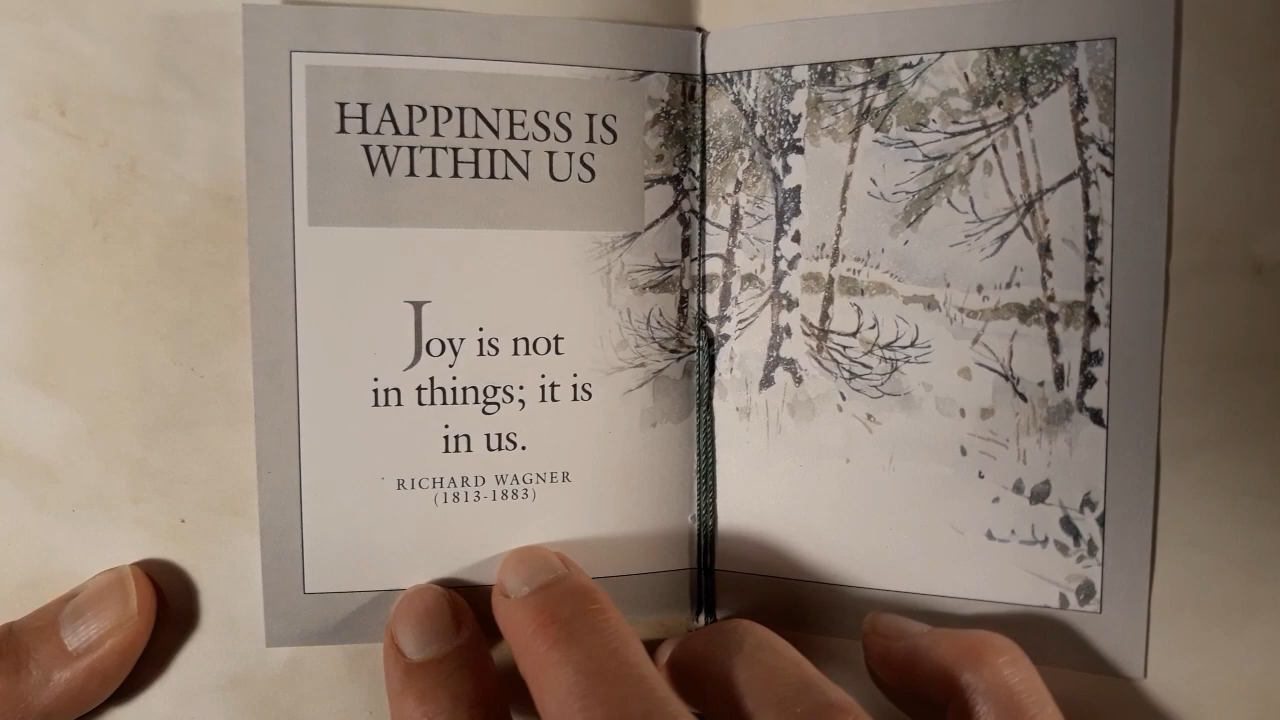 HAPPINESS IS
WITHIN US
Joy is not
in things; it is
in us.
RICHARD WAGNER
(1813-1883)